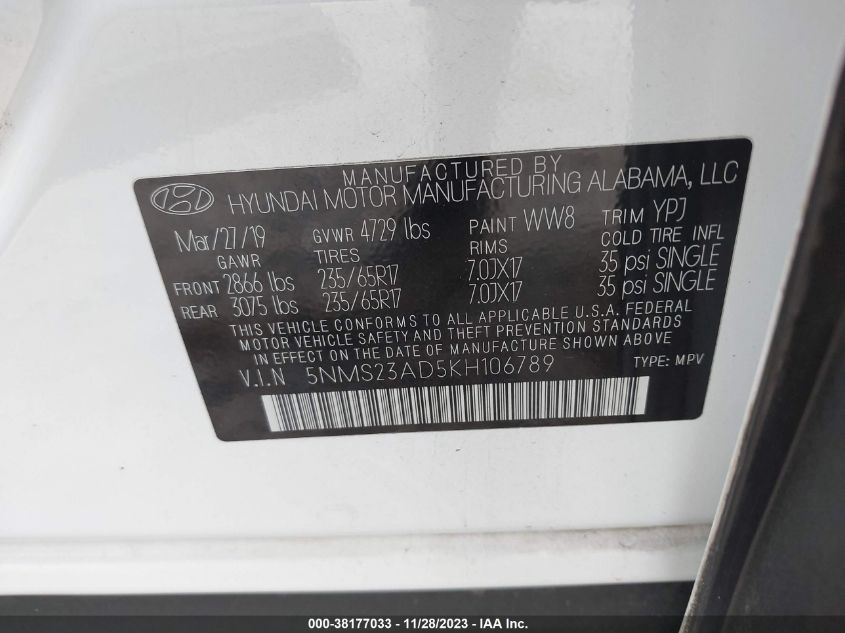 MANUFACTURED BY
HYUNDAI MOTOR MANUFACTURING ALABAMA, LLC
Mar/27/19 GVWR 4729 lbs PAINT WW8 TRIM YPJ
GAWR TIRES RIMS COLD TIRE INFL
FRONT 2866 lbs 235/65R17 7.0JX17 35 psi SINGLE
REAR 3075 lbs 235/65R17 7.0JX17 35 psi SINGLE
THIS VEHICLE CONFORMS TO ALL APPLICABLE U.S.A. FEDERAL
MOTOR VEHICLE SAFETY AND THEFT PREVENTION STANDARDS
IN EFFECT ON THE DATE OF MANUFACTURE SHOWN ABOVE
V.I.N 5NMS23AD5KH106789 TYPE: MPV
000-38177033 - 11/28/2023 - IAA Inc.